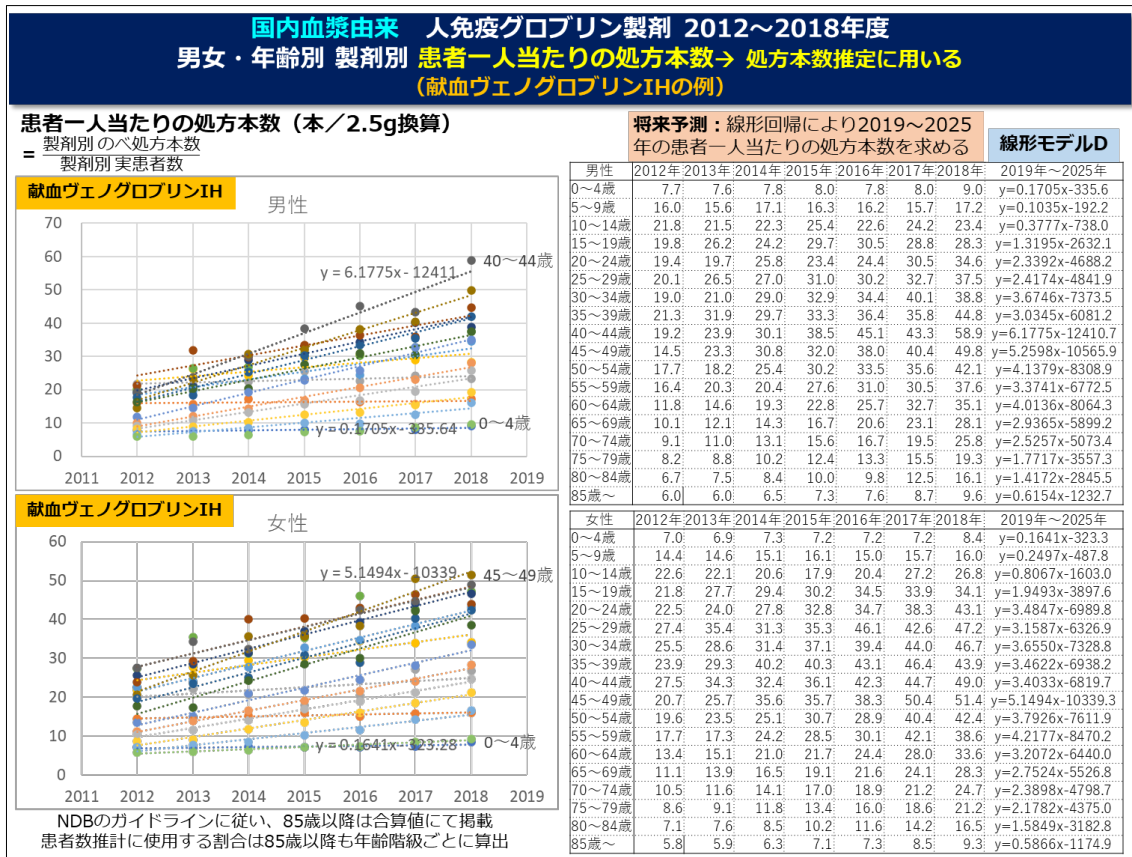 国内血漿由来 人免疫グロブリン製剤 2012～2018年度
男女・年齢別 製剤別 患者一人当たりの処方本数→ 処方本数推定に用いる
（献血ヴェノグロブリンIHの例）
患者一人当たりの処方本数（本／2.5g換算）
= 製剤別 のべ処方本数
製剤別 実患者数
献血ヴェノグロブリンIH
男性
70
60
50
40
30
20
10
0
2011 2012 2013 2014 2015 2016 2017 2018 2019
y = 6.1775x - 12411
40～44歳
y = 0.1705x - 335.64
0～4歳
献血ヴェノグロブリンIH
女性
60
50
40
30
20
10
0
2011 2012 2013 2014 2015 2016 2017 2018 2019
y = 5.1494x - 10339
45～49歳
y = 0.1641x - 323.28
0～4歳
NDBのガイドラインに従い、85歳以降は合算値にて掲載
患者数推計に使用する割合は85歳以降も年齢階級ごとに算出
将来予測：線形回帰により2019～2025
年の患者一人当たりの処方本数を求める
線形モデルD
男性 2012年 2013年 2014年 2015年 2016年 2017年 2018年 2019年～2025年
0～4歳 7.7 7.6 7.8 8.0 7.8 8.0 9.0 y=0.1705x-335.6
5～9歳 16.0 15.6 17.1 16.3 16.2 15.7 17.2 y=0.1035x-192.2
10～14歳 21.8 21.5 22.3 25.4 22.6 24.2 23.4 y=0.3777x-738.0
15～19歳 19.8 26.2 24.2 29.7 30.5 28.8 28.3 y=1.3195x-2632.1
20～24歳 19.4 19.7 25.8 23.4 24.4 30.5 34.6 y=2.3392x-4688.2
25～29歳 20.1 26.5 27.0 31.0 30.2 32.7 37.5 y=2.4174x-4841.9
30～34歳 19.0 21.0 29.0 32.9 34.4 40.1 38.8 y=3.6746x-7373.5
35～39歳 21.3 31.9 29.7 33.3 36.4 35.8 44.8 y=3.0345x-6081.2
40～44歳 19.2 23.9 30.1 38.5 45.1 43.3 58.9 y=6.1775x-12410.7
45～49歳 14.5 23.3 30.8 32.0 38.0 40.4 49.8 y=5.2598x-10565.9
50～54歳 17.7 18.2 25.4 30.2 33.5 35.6 42.1 y=4.1379x-8308.9
55～59歳 16.4 20.3 20.4 27.6 31.0 30.5 37.6 y=3.3741x-6772.5
60～64歳 11.8 14.6 19.3 22.8 25.7 32.7 35.1 y=4.0136x-8064.3
65～69歳 10.1 12.1 14.3 16.7 20.6 23.1 28.1 y=2.9365x-5899.2
70～74歳 9.1 11.0 13.1 15.6 16.7 19.5 25.8 y=2.5257x-5073.4
75～79歳 8.2 8.8 10.2 12.4 13.3 15.5 19.3 y=1.7717x-3557.3
80～84歳 6.7 7.5 8.4 10.0 9.8 12.5 16.1 y=1.4172x-2845.5
85歳～ 6.0 6.0 6.5 7.3 7.6 8.7 9.6 y=0.6154x-1232.7
女性 2012年 2013年 2014年 2015年 2016年 2017年 2018年 2019年～2025年
0～4歳 7.0 6.9 7.3 7.2 7.2 7.2 8.4 y=0.1641x-323.3
5～9歳 14.4 14.6 15.1 16.1 15.0 15.7 16.0 y=0.2497x-487.8
10～14歳 22.6 22.1 20.6 17.9 20.4 27.2 26.8 y=0.8067x-1603.0
15～19歳 21.8 27.7 29.4 30.2 34.5 33.9 34.1 y=1.9493x-3897.6
20～24歳 22.5 24.0 27.8 32.8 34.7 38.3 43.1 y=3.4847x-6989.8
25～29歳 27.4 35.4 31.3 35.3 46.1 42.6 47.2 y=3.1587x-6326.9
30～34歳 25.5 28.6 31.4 37.1 39.4 44.0 46.7 y=3.6550x-7328.8
35～39歳 23.9 29.3 40.2 40.3 43.1 46.4 43.9 y=3.4622x-6938.2
40～44歳 27.5 34.3 32.4 36.1 42.3 44.7 49.0 y=3.4033x-6819.7
45～49歳 20.7 25.7 35.6 35.7 38.3 50.4 51.4 y=5.1494x-10339.3
50～54歳 19.6 23.5 25.1 30.7 28.9 40.4 42.4 y=3.7926x-7611.9
55～59歳 17.7 17.3 24.2 28.5 30.1 42.1 38.6 y=4.2177x-8470.2
60～64歳 13.4 15.1 21.0 21.7 24.4 28.0 33.6 y=3.2072x-6440.0
65～69歳 11.1 13.9 16.5 19.1 21.6 24.1 28.3 y=2.7524x-5526.8
70～74歳 10.5 11.6 14.1 17.0 18.9 21.2 24.7 y=2.3898x-4798.7
75～79歳 8.6 9.1 11.8 13.4 16.0 18.6 21.2 y=2.1782x-4375.0
80～84歳 7.1 7.6 8.5 10.2 11.6 14.2 16.5 y=1.5849x-3182.8
85歳～ 5.8 5.9 6.3 7.1 7.3 8.5 9.3 y=0.5866x-1174.9